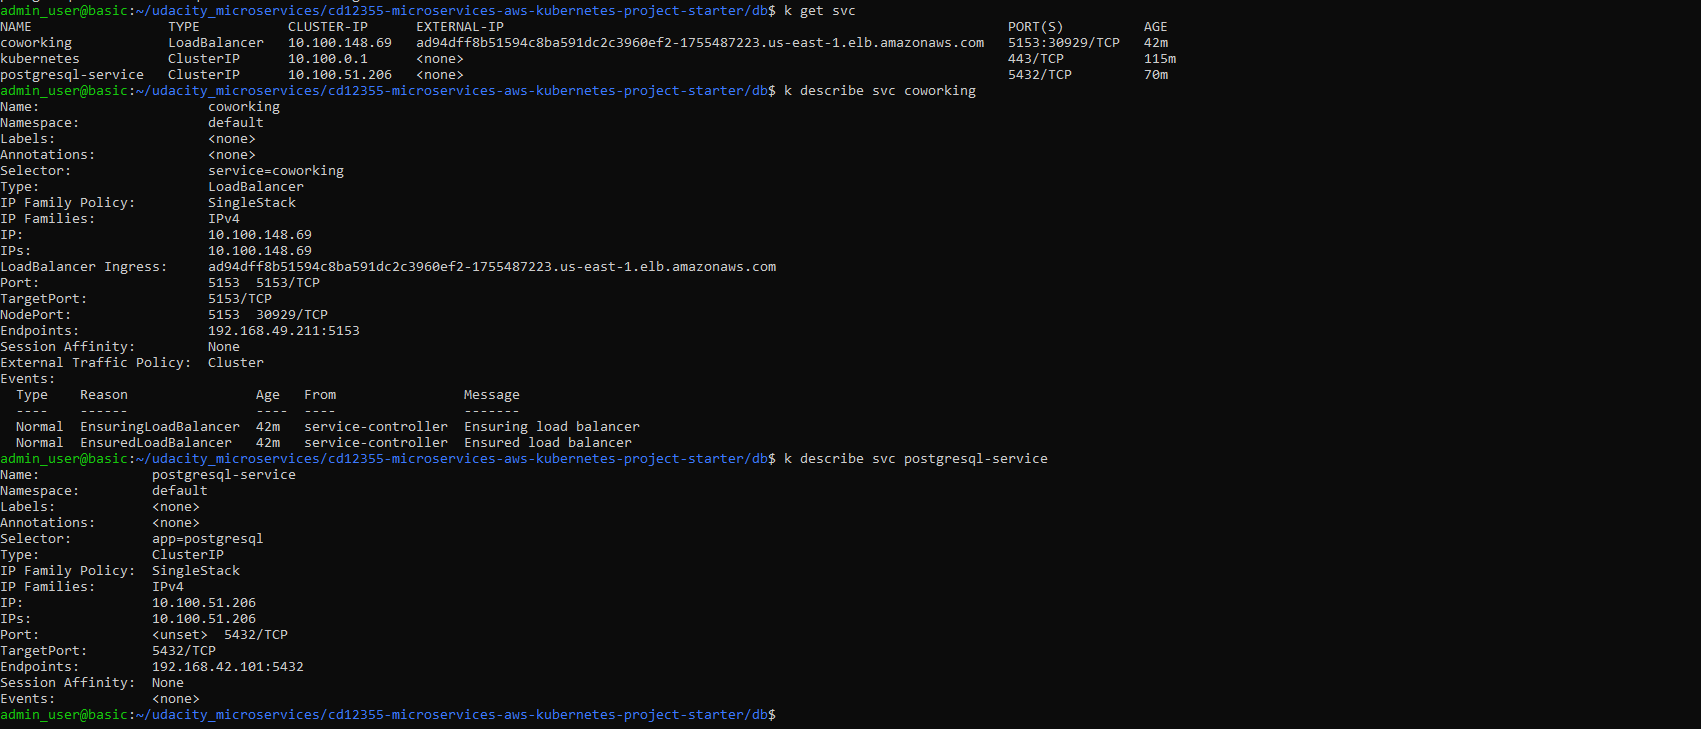 admin_user@basic:~/udacity_microservices/cd12355-microservices-aws-kubernetes-project-starter/db$ k get svc
NAME                 TYPE           CLUSTER-IP      EXTERNAL-IP                                                               PORT(S)          AGE
coworking            LoadBalancer   10.100.148.69   ad94dff8b51594c8ba591dc2c3960ef2-1755487223.us-east-1.elb.amazonaws.com   5153:30929/TCP   42m
kubernetes           ClusterIP      10.100.0.1      <none>                                                                    443/TCP          115m
postgresql-service   ClusterIP      10.100.51.206   <none>                                                                    5432/TCP         70m
admin_user@basic:~/udacity_microservices/cd12355-microservices-aws-kubernetes-project-starter/db$ k describe svc coworking
Name:                     coworking
Namespace:                default
Labels:                   <none>
Annotations:              <none>
Selector:                 service=coworking
Type:                     LoadBalancer
IP Family Policy:         SingleStack
IP Families:              IPv4
IP:                       10.100.148.69
IPs:                      10.100.148.69
LoadBalancer Ingress:     ad94dff8b51594c8ba591dc2c3960ef2-1755487223.us-east-1.elb.amazonaws.com
Port:                     5153  5153/TCP
TargetPort:               5153/TCP
NodePort:                 5153  30929/TCP
Endpoints:                192.168.49.211:5153
Session Affinity:         None
External Traffic Policy:  Cluster
Events:
  Type    Reason                Age   From                Message
  ----    ------                ----  ----                -------
  Normal  EnsuringLoadBalancer  42m   service-controller  Ensuring load balancer
  Normal  EnsuredLoadBalancer   42m   service-controller  Ensured load balancer
admin_user@basic:~/udacity_microservices/cd12355-microservices-aws-kubernetes-project-starter/db$ k describe svc postgresql-service
Name:              postgresql-service
Namespace:         default
Labels:            <none>
Annotations:       <none>
Selector:          app=postgresql
Type:              ClusterIP
IP Family Policy:  SingleStack
IP Families:       IPv4
IP:                10.100.51.206
IPs:               10.100.51.206
Port:              <unset>  5432/TCP
TargetPort:        5432/TCP
Endpoints:         192.168.42.101:5432
Session Affinity:  None
Events:            <none>
admin_user@basic:~/udacity_microservices/cd12355-microservices-aws-kubernetes-project-starter/db$